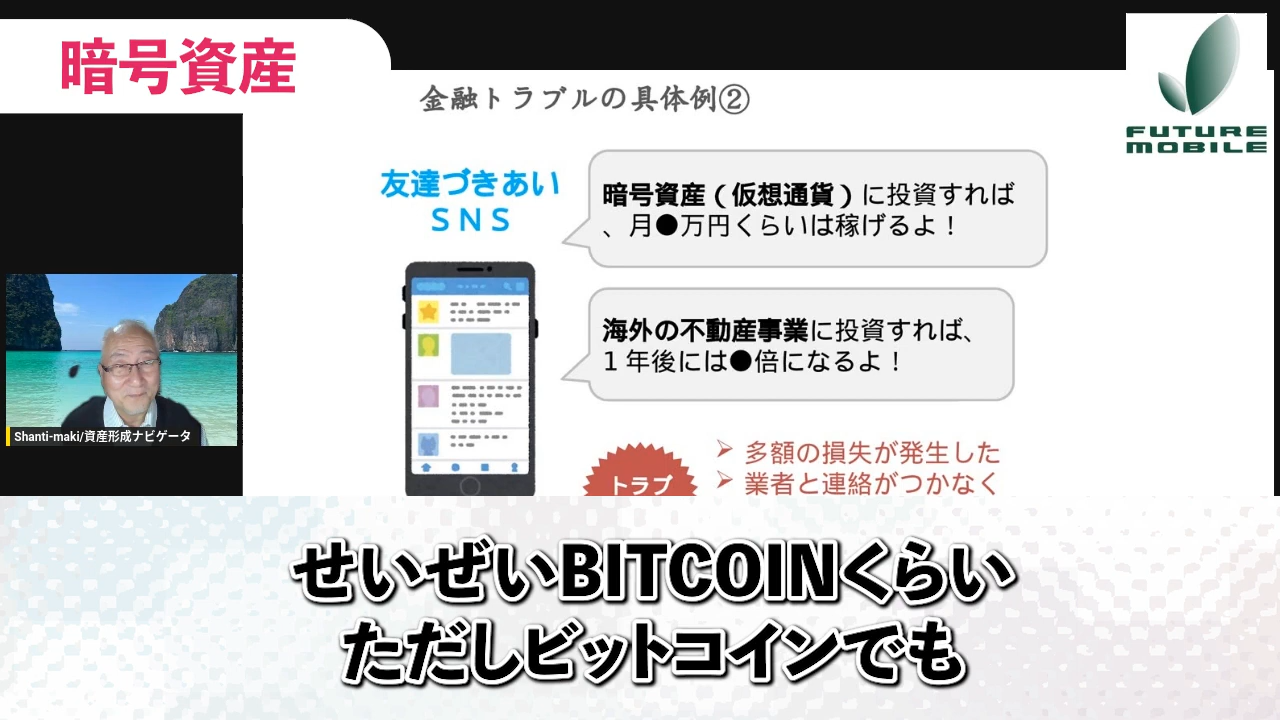 暗号資産
金融トラブルの具体例②
FUTURE
MOBILE
友達づきあい
SNS
暗号資産(仮想通貨)に投資すれば
、月●万円くらいは稼げるよ!
海外の不動産事業に投資すれば、
1年後には●倍になるよ!
Shanti-maki/資産形成ナビゲータ
トラブ
➢ 多額の損失が発生した
➢ 業者と連絡がつかなく
せいぜいBITCOINくらい
ただしビットコインでも